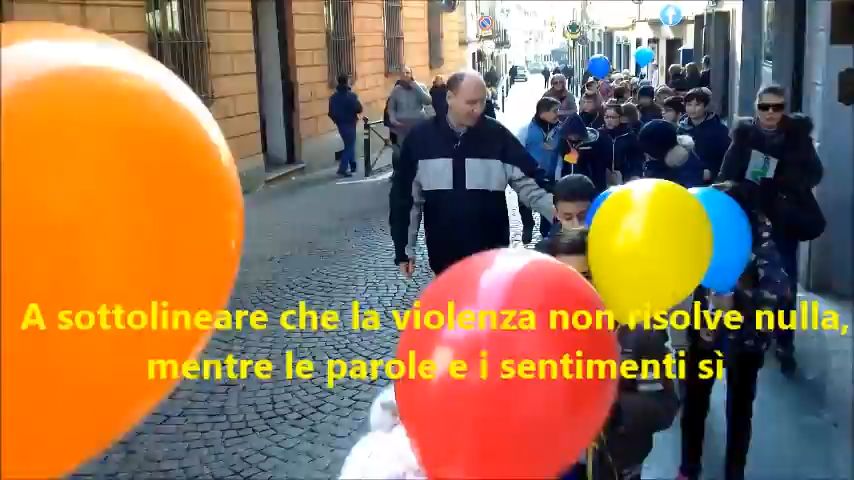 A sottolineare che la violenza non risolve nulla,
mentre le parole e i sentimenti sì